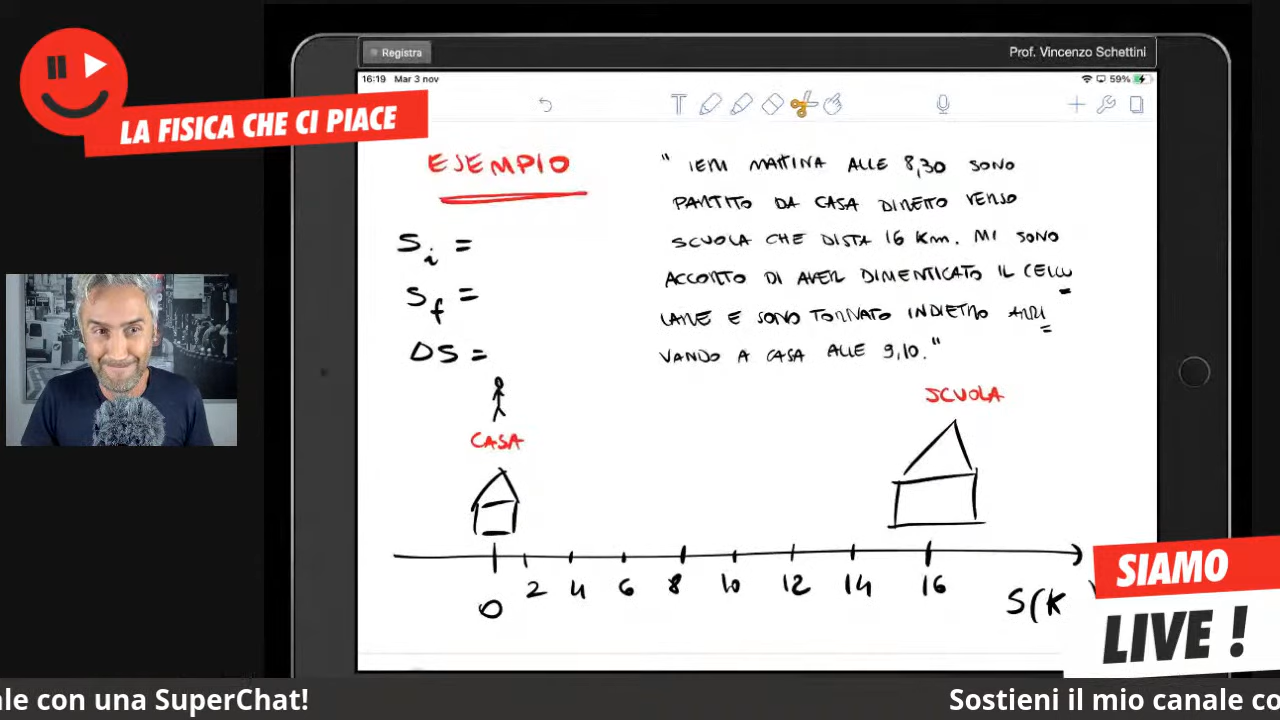 Registra
Prof. Vincenzo Schettini
16:19 Mar 3 nov
59%
LA FISICA CHE CI PIACE
ESEMPIO
Si =
Sf =
ΔS =
" IERI MATTINA ALLE 8,30 SONO
PARTITO DA CASA DIRETTO VERSO
SCUOLA CHE DISTA 16 Km. MI SONO
ACCORTO DI AVER DIMENTICATO IL CELLU
LARE E SONO TORNATO INDIETRO ARRI
VANDO A CASA ALLE 9,10."
SCUOLA
CASA
0 2 4 6 8 10 12 14 16
S(K
SIAMO
LIVE !
ale con una SuperChat!
Sostieni il mio canale co